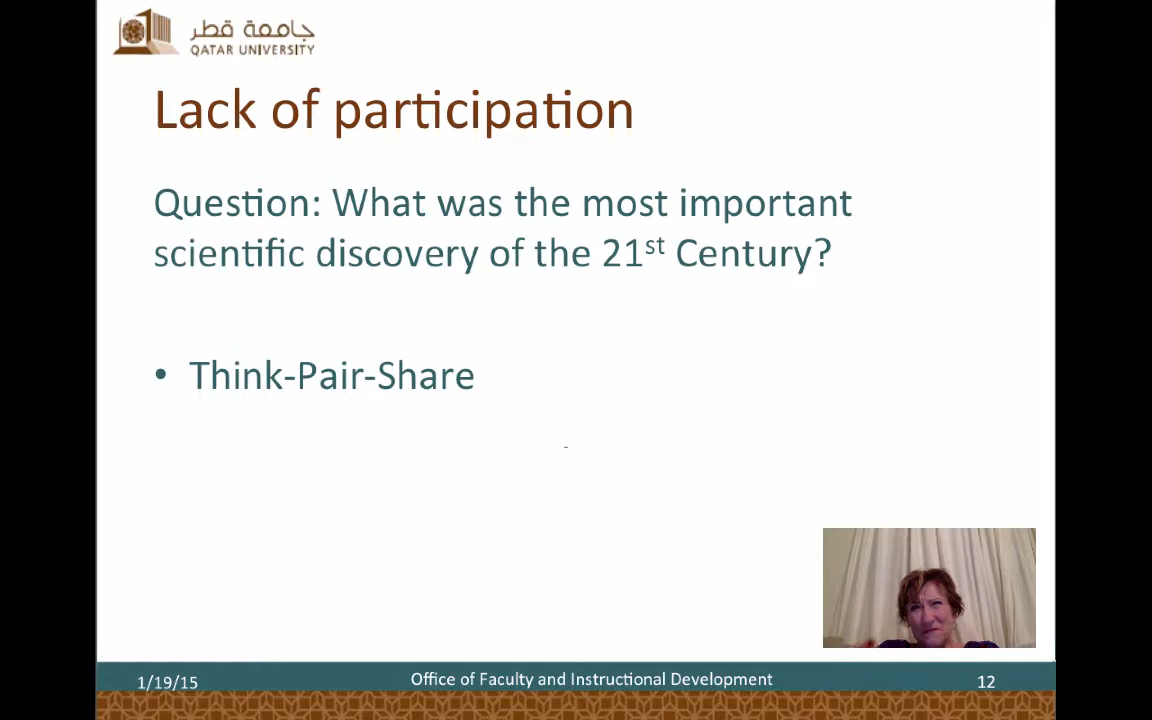 جامعة قطر
QATAR UNIVERSITY
Lack of participation
Question: What was the most important
scientific discovery of the 21st Century?
• Think-Pair-Share
-
1/19/15
Office of Faculty and Instructional Development
12